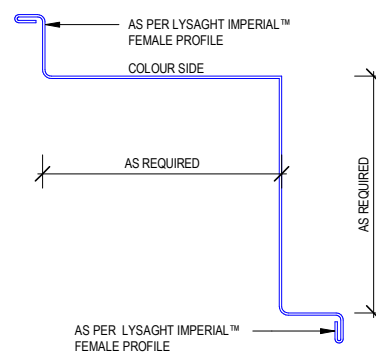 AS PER LYSAGHT IMPERIAL™
FEMALE PROFILE
COLOUR SIDE
AS REQUIRED
AS REQUIRED
AS PER LYSAGHT IMPERIAL™
FEMALE PROFILE